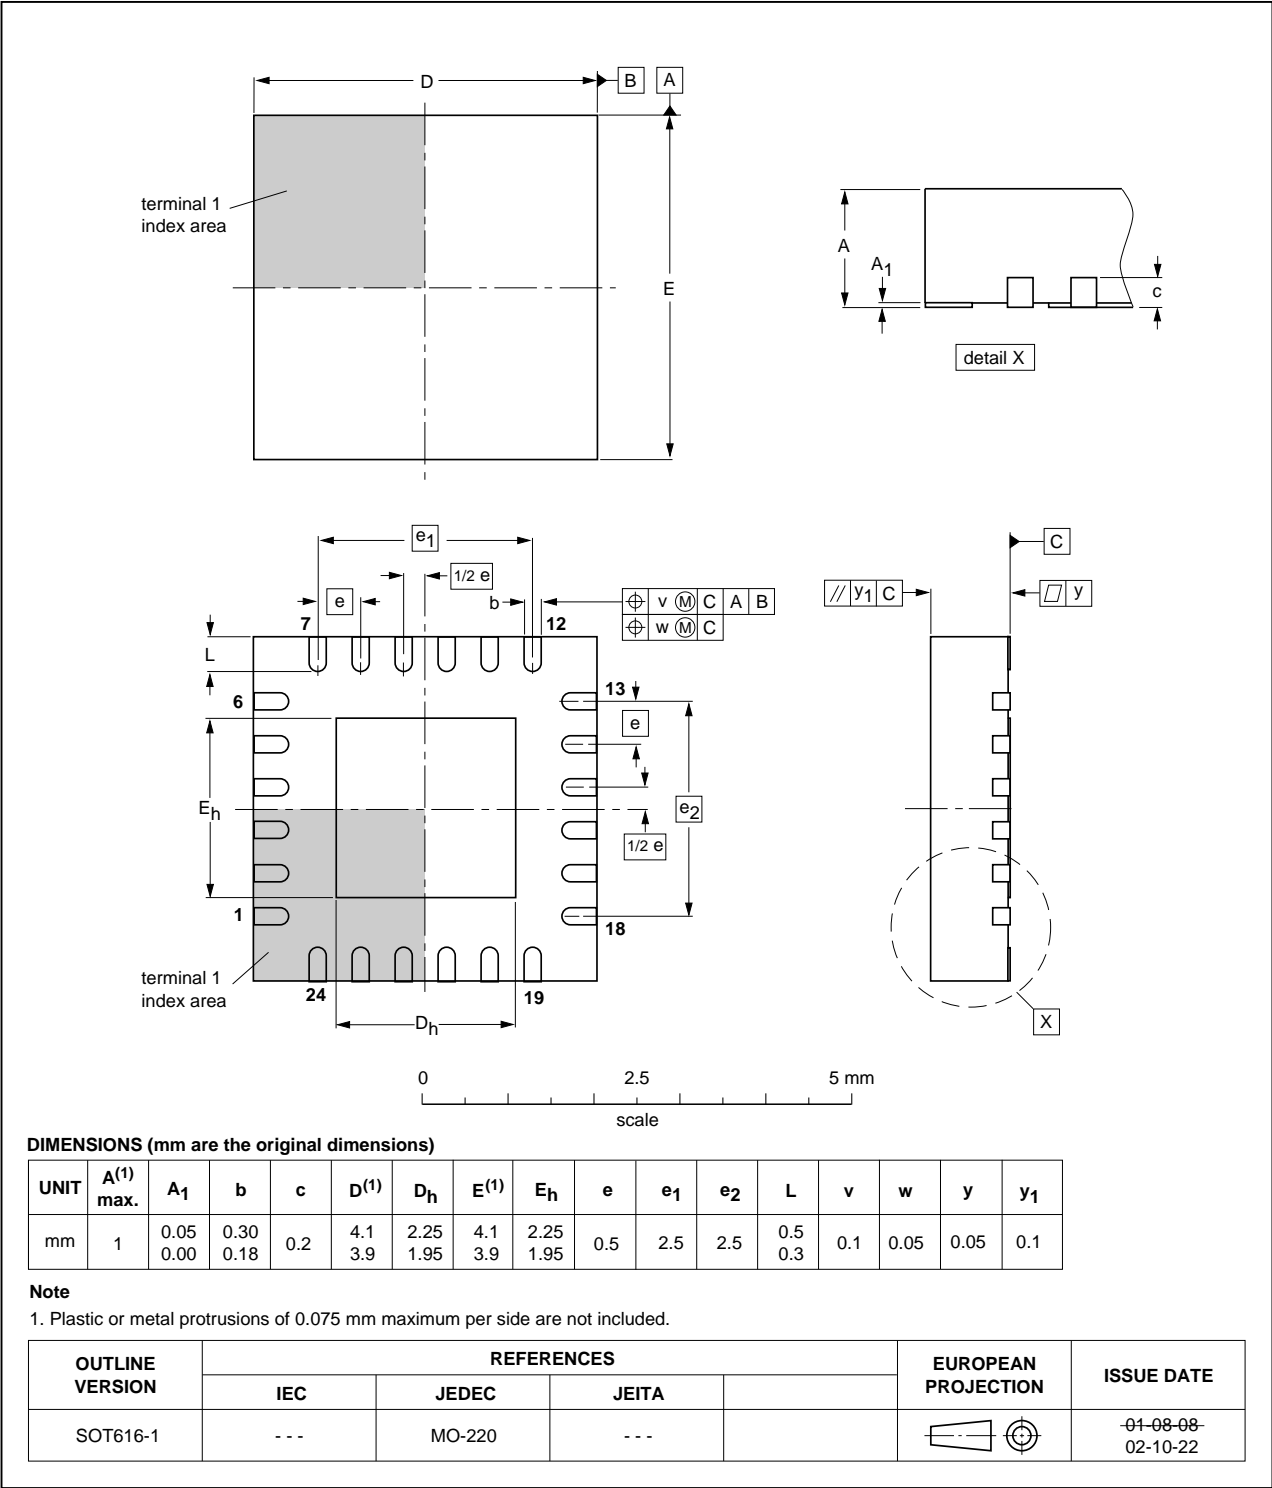 D
B
A
terminal 1
index area
E
A
A1
c
detail X
e1
e
1/2 e
b
⌖ v Ⓜ C A B
⌖ w Ⓜ C
7
12
L
6
13
e
Eh
e2
1/2 e
1
18
terminal 1
index area
24
19
Dh
C
// y1 C
▱ y
X
0 2.5 5 mm
scale
DIMENSIONS (mm are the original dimensions)
UNIT A(1) max. A1 b c D(1) Dh E(1) Eh e e1 e2 L v w y y1
mm 1 0.05 0.00 0.30 0.18 0.2 4.1 3.9 2.25 1.95 4.1 3.9 2.25 1.95 0.5 2.5 2.5 0.5 0.3 0.1 0.05 0.05 0.1
Note
1. Plastic or metal protrusions of 0.075 mm maximum per side are not included.
OUTLINE VERSION REFERENCES EUROPEAN PROJECTION ISSUE DATE
IEC JEDEC JEITA
SOT616-1 - - - MO-220 - - - 01-08-08
02-10-22